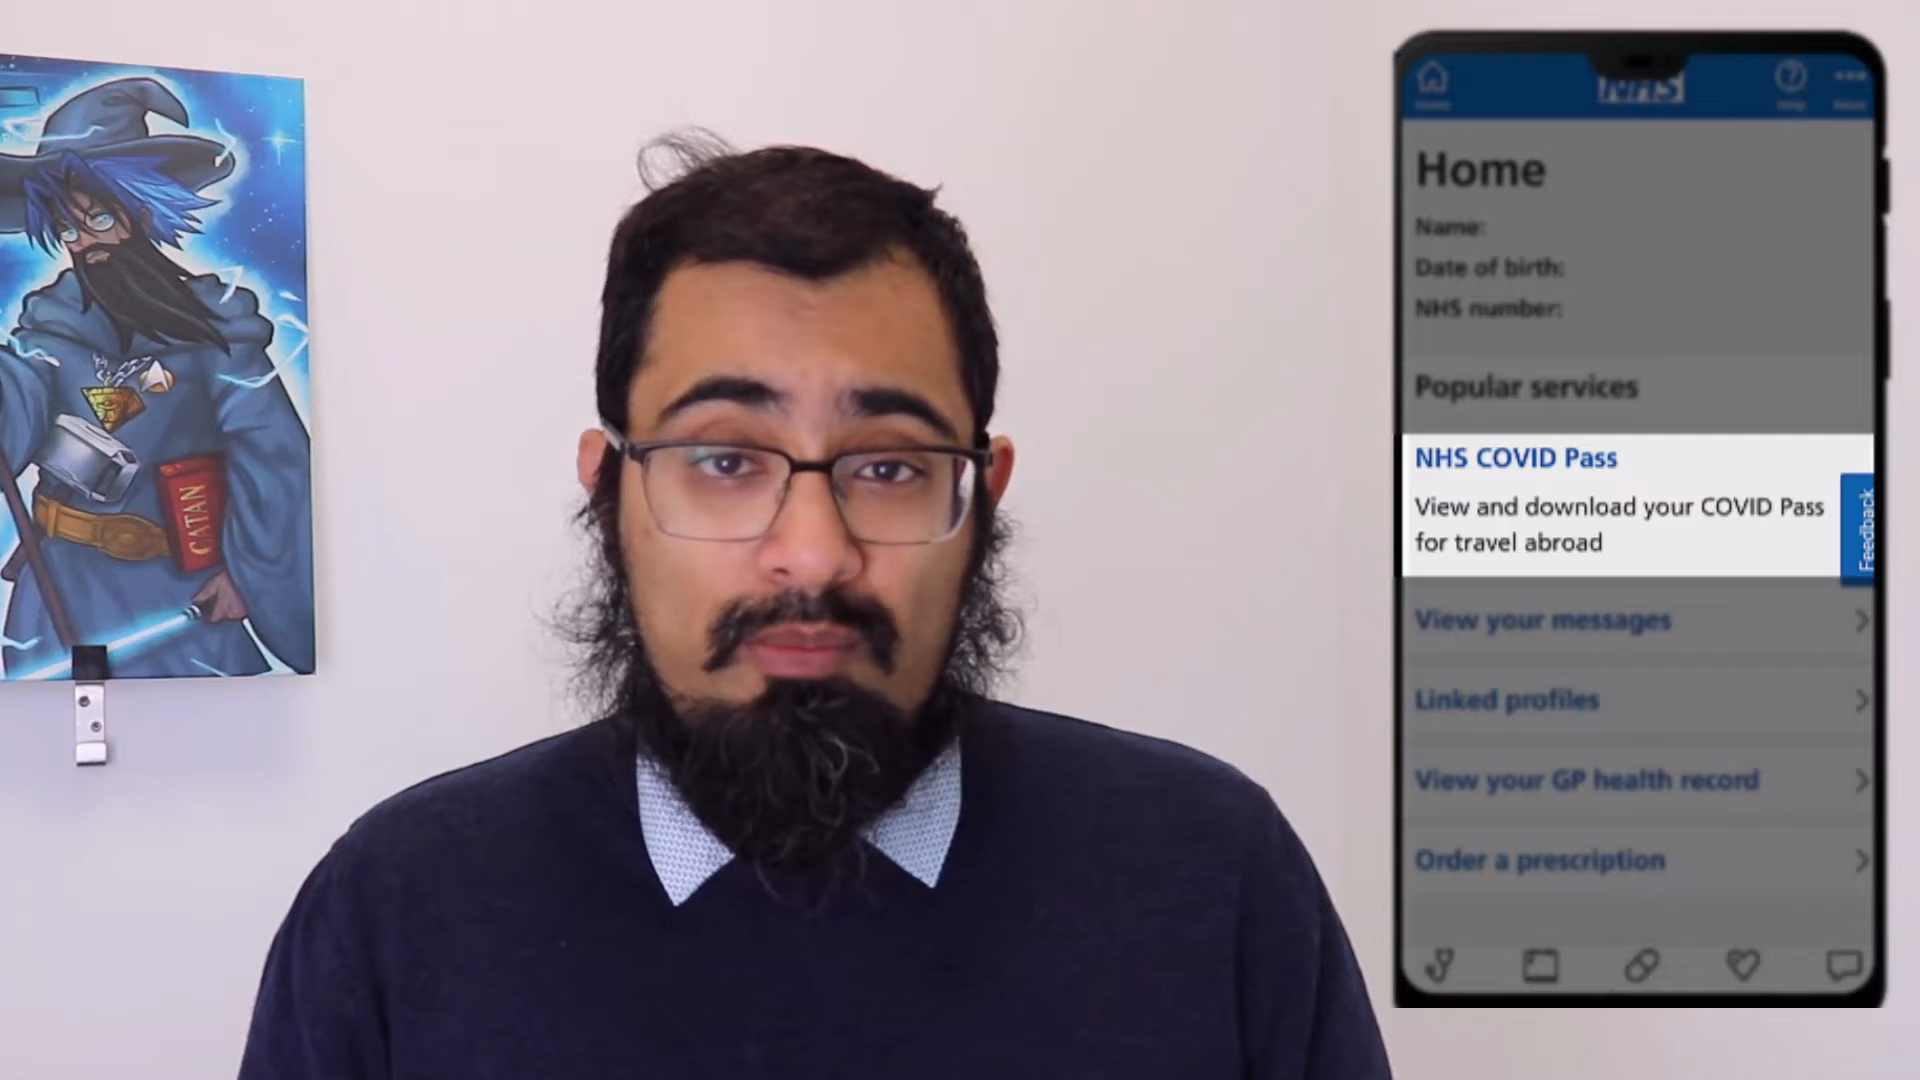 CATAN
NHS
Home
Name:
Date of birth:
NHS number:
Popular services
NHS COVID Pass
View and download your COVID Pass
for travel abroad
Feedback
View your messages
Linked profiles
View your GP health record
Order a prescription